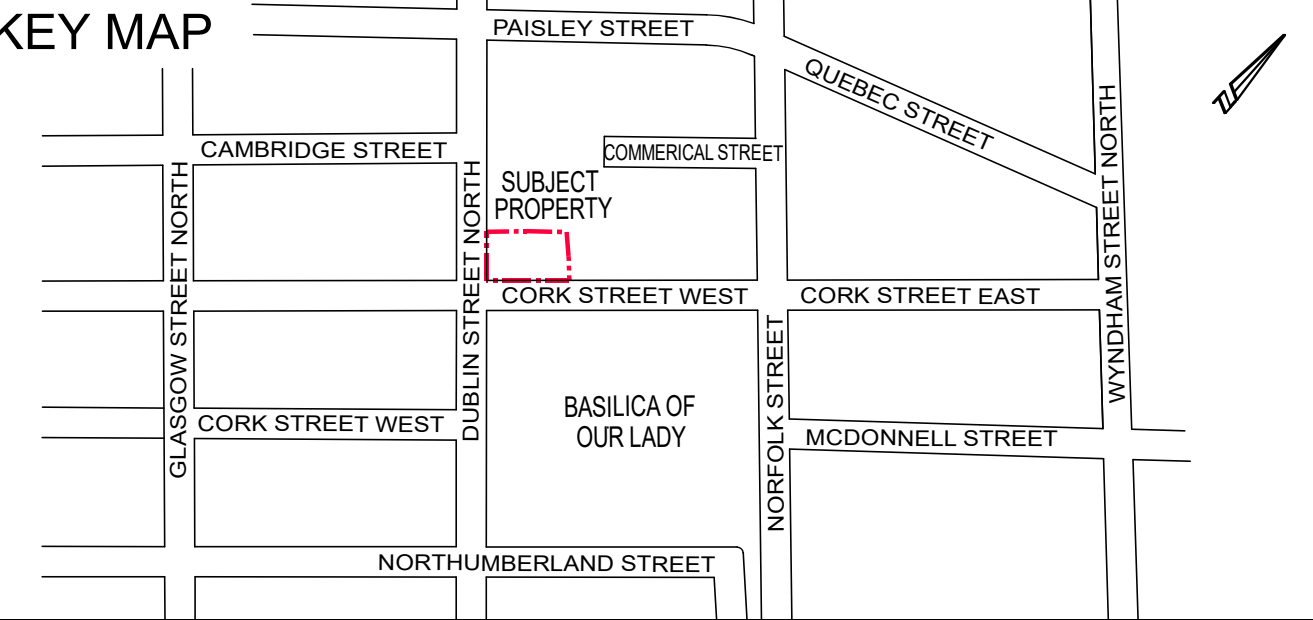 KEY MAP
PAISLEY STREET
QUEBEC STREET
CAMBRIDGE STREET
COMMERICAL STREET
SUBJECT
PROPERTY
GLASGOW STREET NORTH
DUBLIN STREET NORTH
WYNDHAM STREET NORTH
CORK STREET WEST
CORK STREET EAST
BASILICA OF
OUR LADY
NORFOLK STREET
CORK STREET WEST
MCDONNELL STREET
NORTHUMBERLAND STREET